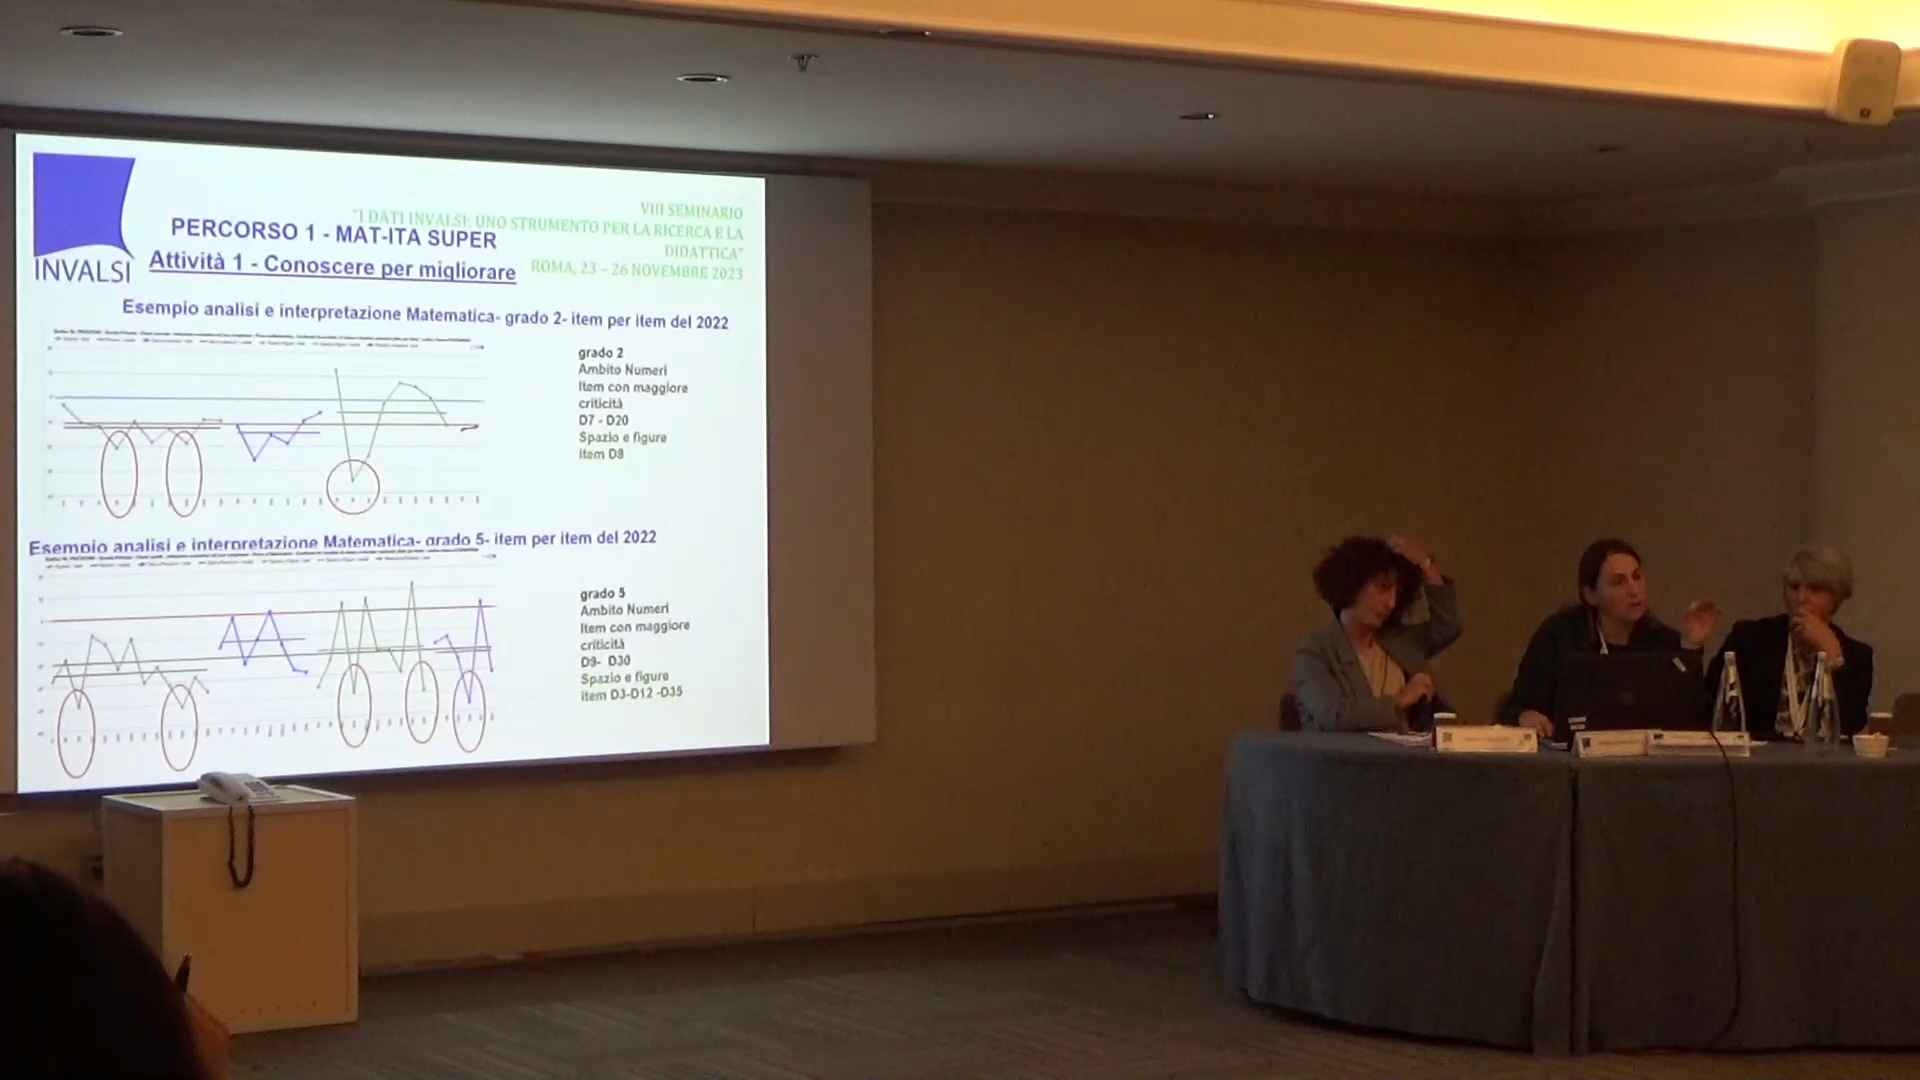 INVALSI
VIII SEMINARIO
"I DATI INVALSI: UNO STRUMENTO PER LA RICERCA E LA
DIDATTICA"
ROMA, 23 – 26 NOVEMBRE 2023
PERCORSO 1 - MAT-ITA SUPER
Attività 1 - Conoscere per migliorare
Esempio analisi e interpretazione Matematica- grado 2- item per item del 2022
grado 2
Ambito Numeri
Item con maggiore
criticità
D7 - D20
Spazio e figure
item D8
Esempio analisi e interpretazione Matematica- grado 5- item per item del 2022
grado 5
Ambito Numeri
Item con maggiore
criticità
D9- D30
Spazio e figure
item D3-D12 -D35